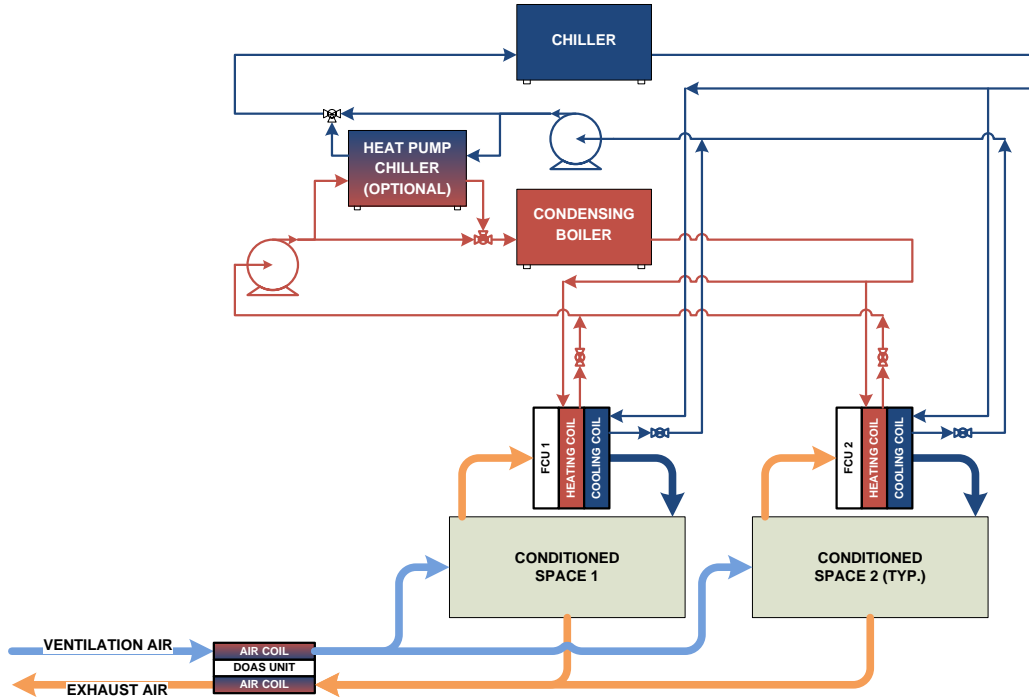 CHILLER
HEAT PUMP
CHILLER
(OPTIONAL)
CONDENSING
BOILER
FCU 1
HEATING COIL
COOLING COIL
FCU 2
HEATING COIL
COOLING COIL
CONDITIONED
SPACE 1
CONDITIONED
SPACE 2 (TYP.)
VENTILATION AIR
AIR COIL
DOAS UNIT
AIR COIL
EXHAUST AIR